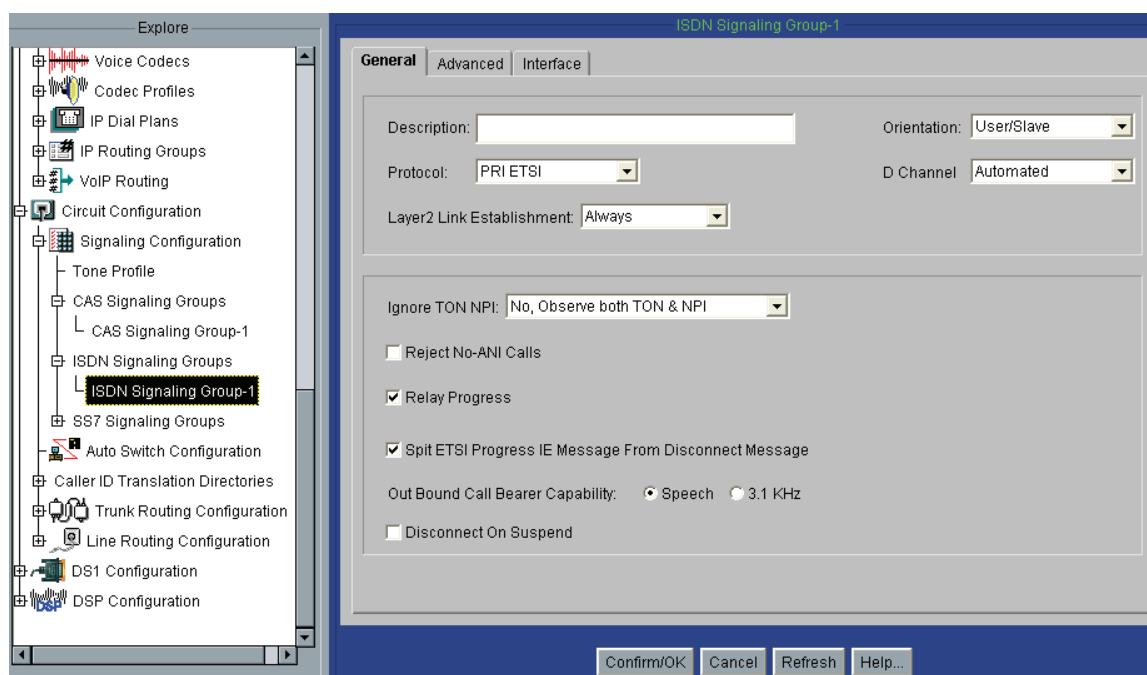 Explore
Voice Codecs
Codec Profiles
IP Dial Plans
IP Routing Groups
VoIP Routing
Circuit Configuration
Signaling Configuration
Tone Profile
CAS Signaling Groups
CAS Signaling Group-1
ISDN Signaling Groups
ISDN Signaling Group-1
SS7 Signaling Groups
Auto Switch Configuration
Caller ID Translation Directories
Trunk Routing Configuration
Line Routing Configuration
DS1 Configuration
DSP DSP Configuration
ISDN Signaling Group-1
General Advanced Interface
Description: Orientation: User/Slave
Protocol: PRI ETSI D Channel Automated
Layer2 Link Establishment: Always
Ignore TON NPI: No, Observe both TON & NPI
Reject No-ANI Calls
Relay Progress
Spit ETSI Progress IE Message From Disconnect Message
Out Bound Call Bearer Capability: Speech 3.1 KHz
Disconnect On Suspend
Confirm/OK Cancel Refresh Help...